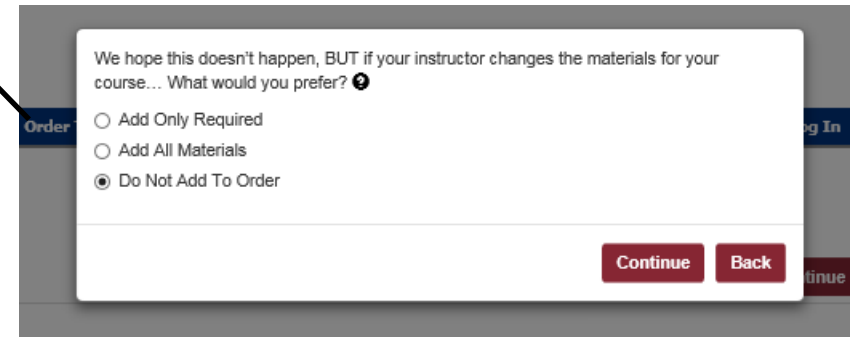 We hope this doesn't happen, BUT if your instructor changes the materials for your
course... What would you prefer? ?
Add Only Required
Order
Add All Materials
Do Not Add To Order
Continue Back